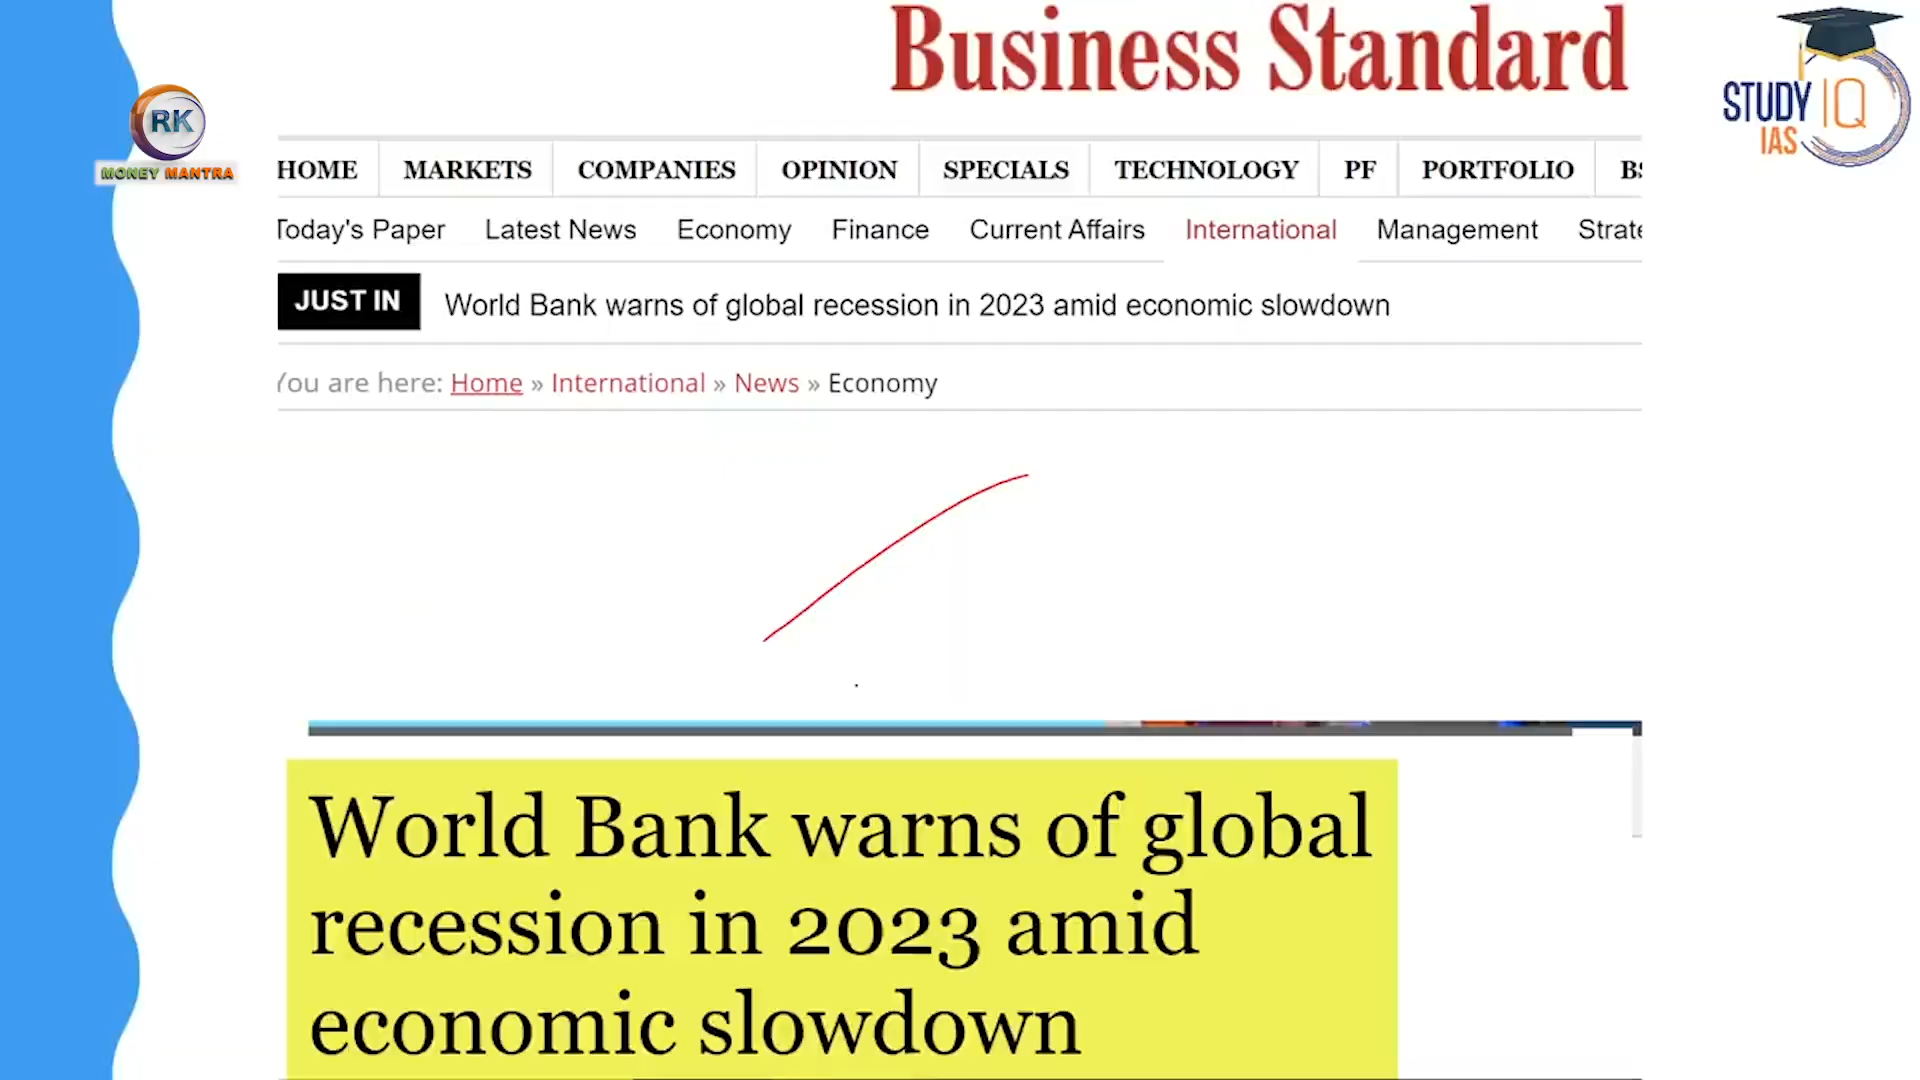 Business Standard
STUDY IQ
IAS
RK
MONEY MANTRA
HOME MARKETS COMPANIES OPINION SPECIALS TECHNOLOGY PF PORTFOLIO
Today's Paper Latest News Economy Finance Current Affairs International Management
JUST IN World Bank warns of global recession in 2023 amid economic slowdown
You are here: Home » International » News » Economy
World Bank warns of global
recession in 2023 amid
economic slowdown